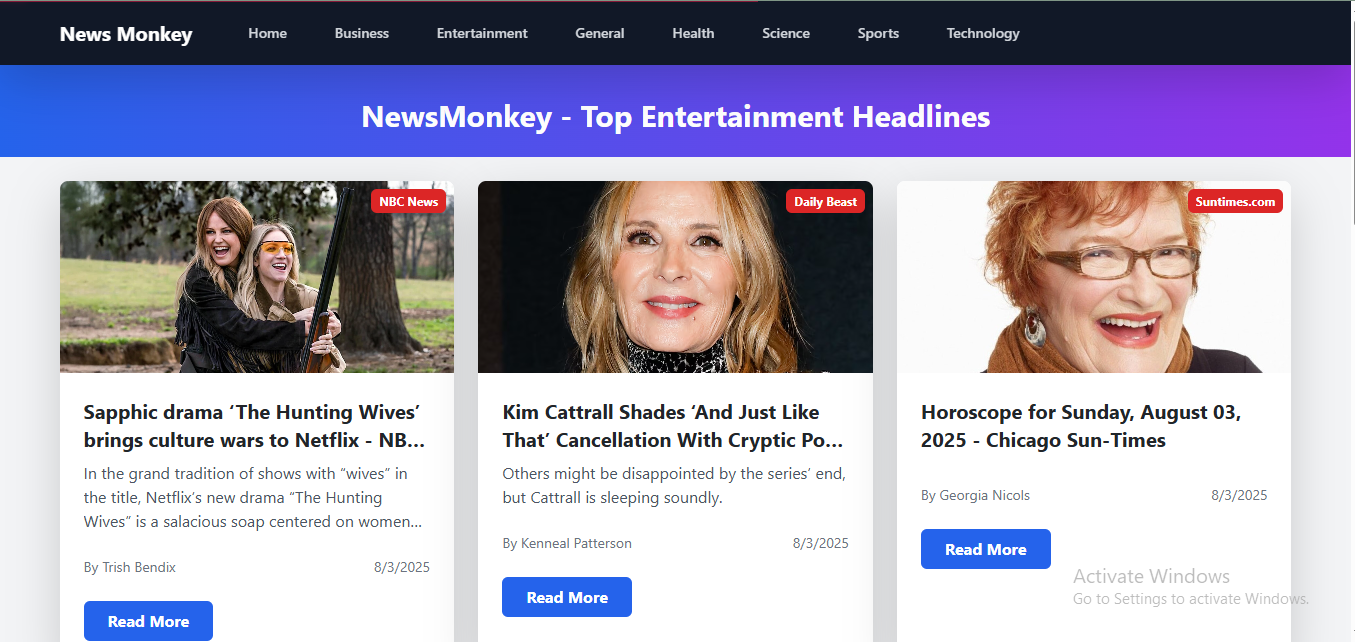 News Monkey
Home
Business
Entertainment
General
Health
Science
Sports
Technology
NewsMonkey - Top Entertainment Headlines
NBC News
Sapphic drama ‘The Hunting Wives’
brings culture wars to Netflix - NB...
In the grand tradition of shows with “wives” in
the title, Netflix’s new drama “The Hunting
Wives” is a salacious soap centered on women...
By Trish Bendix
8/3/2025
Read More
Daily Beast
Kim Cattrall Shades ‘And Just Like
That’ Cancellation With Cryptic Po...
Others might be disappointed by the series’ end,
but Cattrall is sleeping soundly.
By Kenneal Patterson
8/3/2025
Read More
Suntimes.com
Horoscope for Sunday, August 03,
2025 - Chicago Sun-Times
By Georgia Nicols
8/3/2025
Read More
Activate Windows
Go to Settings to activate Windows.